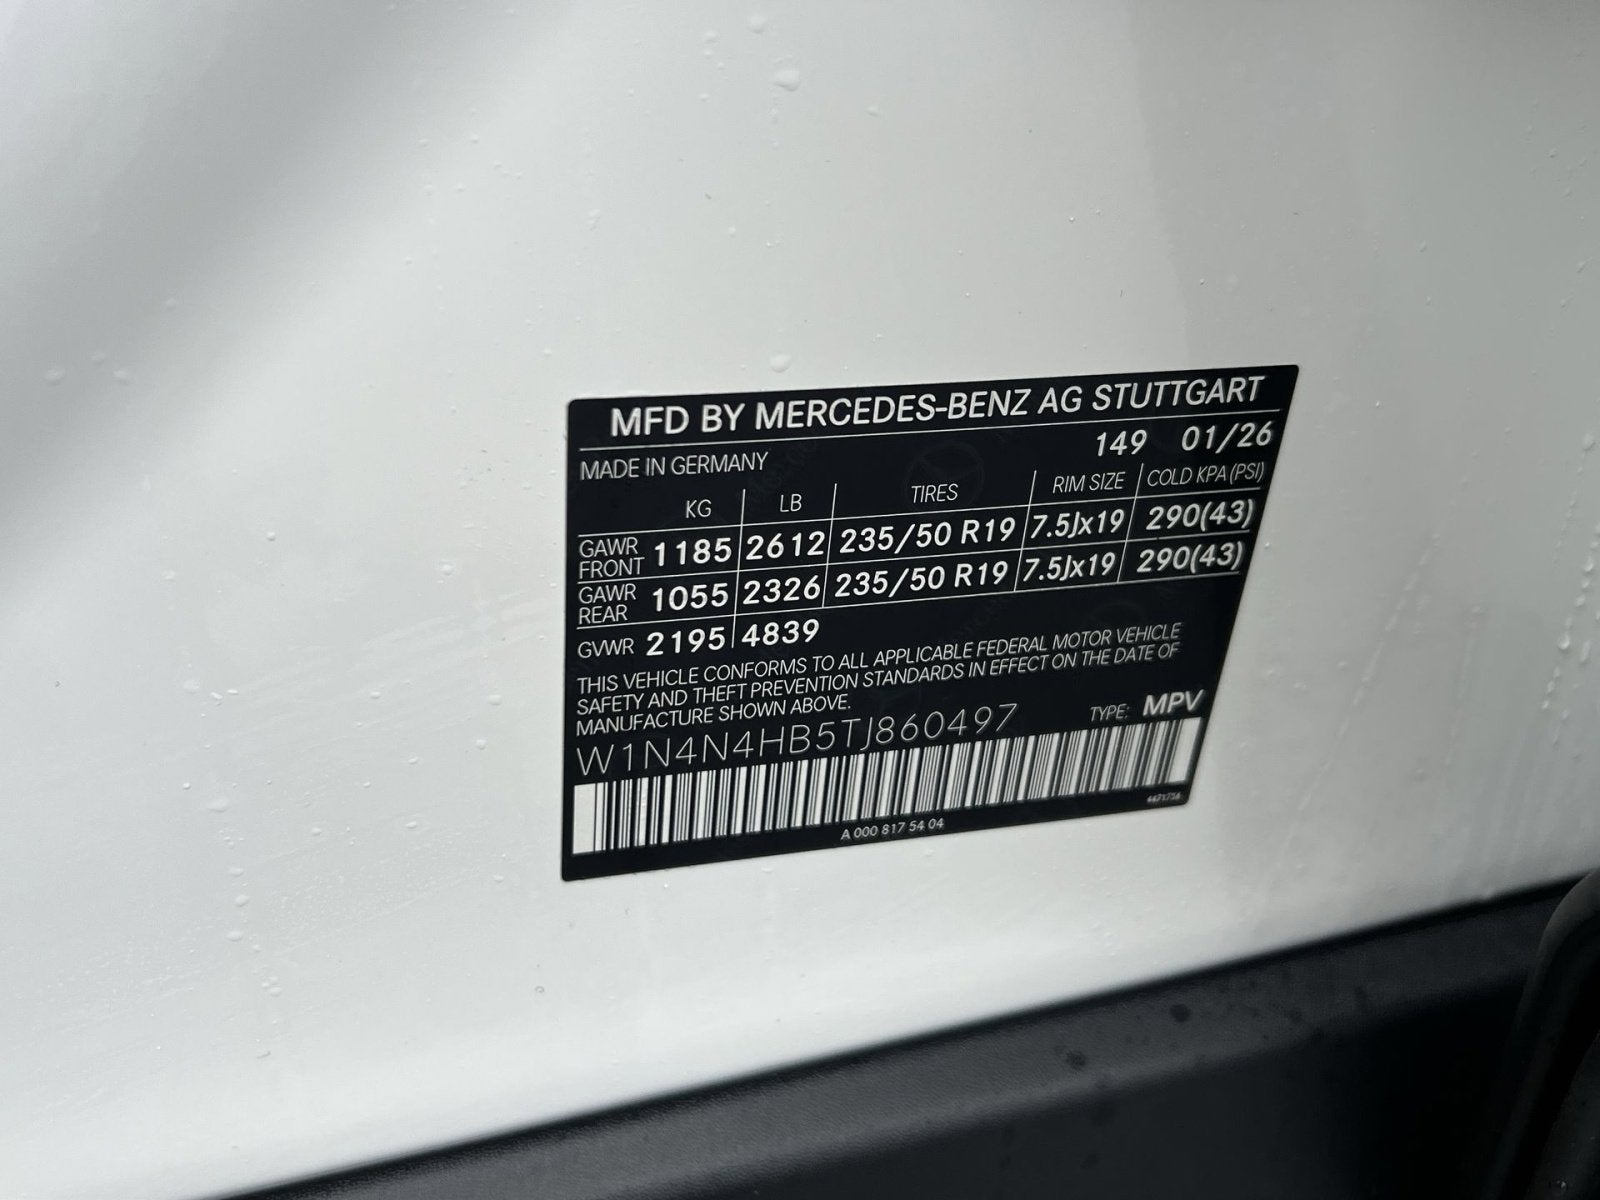 MFD BY MERCEDES-BENZ AG STUTTGART
149 01/26
MADE IN GERMANY
KG LB TIRES RIM SIZE COLD KPA (PSI)
GAWR FRONT 1185 2612 235/50 R19 7.5Jx19 290(43)
GAWR REAR 1055 2326 235/50 R19 7.5Jx19 290(43)
GVWR 2195 4839
THIS VEHICLE CONFORMS TO ALL APPLICABLE FEDERAL MOTOR VEHICLE
SAFETY AND THEFT PREVENTION STANDARDS IN EFFECT ON THE DATE OF
MANUFACTURE SHOWN ABOVE.
W1N4N4HB5TJ860497 TYPE: MPV
A 000 817 54 04